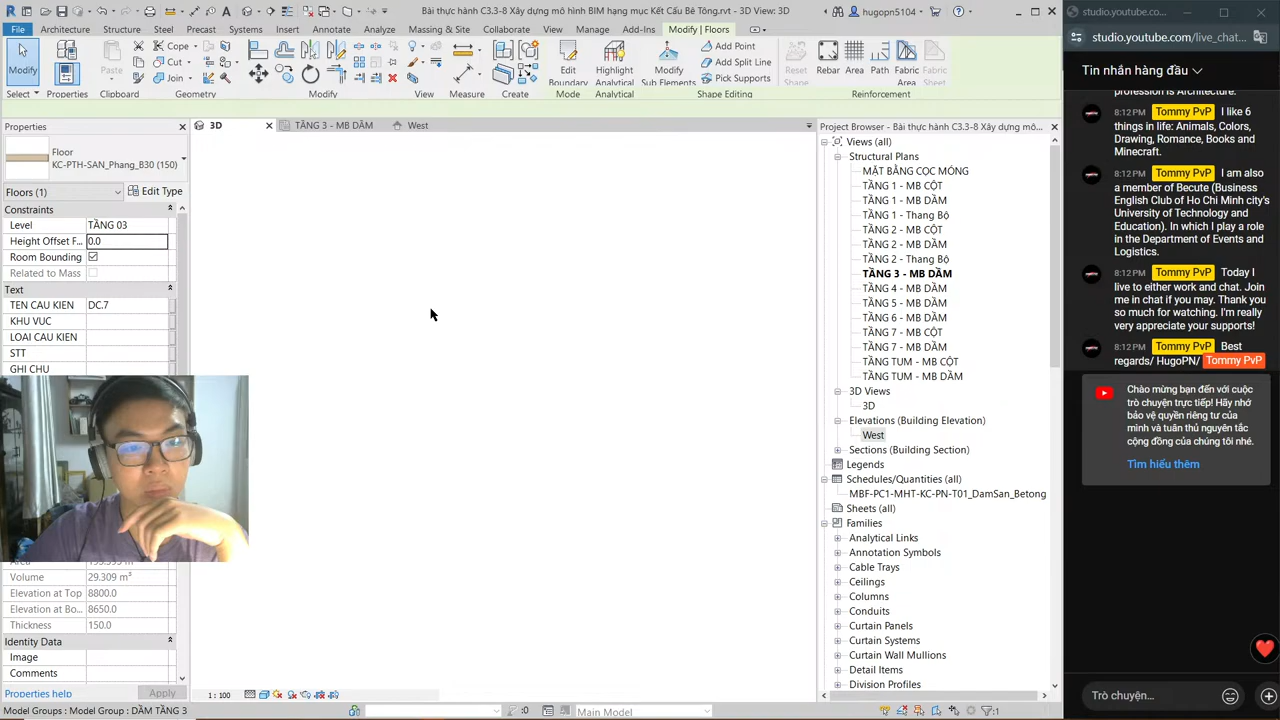 Bài thực hành C3.3-8 Xây dựng mô hình BIM hạng mục Kết Cấu Bê Tông.rvt - 3D View: 3D
hugopn5104
File Architecture Structure Steel Precast Systems Insert Annotate Analyze Massing & Site Collaborate View Manage Add-Ins Modify | Floors
Modify
Paste
Cope
Cut
Join
Edit Boundary
Highlight Analytical
Modify Sub Elements
Add Point
Add Split Line
Pick Supports
Reset Shape
Rebar
Area
Path
Fabric Area
Fabric Sheet
Select Properties Clipboard Geometry Modify View Measure Create Mode Analytical Shape Editing Reinforcement
Properties
Floor
KC-PTH-SAN_Phang_B30 (150)
Floors (1)
Edit Type
Constraints
Level TẦNG 03
Height Offset F... 0.0
Room Bounding
Related to Mass
Text
TEN CAU KIEN DC.7
KHU VUC
LOAI CAU KIEN
STT
GHI CHU
Volume 29.309 m³
Elevation at Top 8800.0
Elevation at Bo... 8650.0
Thickness 150.0
Identity Data
Image
Comments
Properties help
Apply
Model Groups : Model Group : DẦM TẦNG 3
3D
TẦNG 3 - MB DẦM
West
1 : 100
:0
Main Model
:1
Project Browser - Bài thực hành C3.3-8 Xây dựng mô...
Views (all)
Structural Plans
MẶT BẰNG CỌC MÓNG
TẦNG 1 - MB CỘT
TẦNG 1 - MB DẦM
TẦNG 1 - Thang Bộ
TẦNG 2 - MB CỘT
TẦNG 2 - MB DẦM
TẦNG 2 - Thang Bộ
TẦNG 3 - MB DẦM
TẦNG 4 - MB DẦM
TẦNG 5 - MB DẦM
TẦNG 6 - MB DẦM
TẦNG 7 - MB CỘT
TẦNG 7 - MB DẦM
TẦNG TUM - MB CỘT
TẦNG TUM - MB DẦM
3D Views
3D
Elevations (Building Elevation)
West
Sections (Building Section)
Legends
Schedules/Quantities (all)
MBF-PC1-MHT-KC-PN-T01_DamSan_Betong
Sheets (all)
Families
Analytical Links
Annotation Symbols
Cable Trays
Ceilings
Columns
Conduits
Curtain Panels
Curtain Systems
Curtain Wall Mullions
Detail Items
Division Profiles
studio.youtube.co...
studio.youtube.com/live_chat...
Tin nhắn hàng đầu
profession is Architecture.
8:12 PM Tommy PvP I like 6
things in life: Animals, Colors,
Drawing, Romance, Books and
Minecraft.
8:12 PM Tommy PvP I am also
a member of Becute (Business
English Club of Ho Chi Minh city's
University of Technology and
Education). In which I play a role
in the Department of Events and
Logistics.
8:12 PM Tommy PvP Today I
live to either work and chat. Join
me in chat if you may. Thank you
so much for watching. I'm really
very appreciate your supports!
8:12 PM Tommy PvP Best
regards/ HugoPN/ Tommy PvP
Chào mừng bạn đến với cuộc
trò chuyện trực tiếp! Hãy nhớ
bảo vệ quyền riêng tư của
mình và tuân thủ nguyên tắc
cộng đồng của chúng tôi nhé.
Tìm hiểu thêm
Trò chuyện...